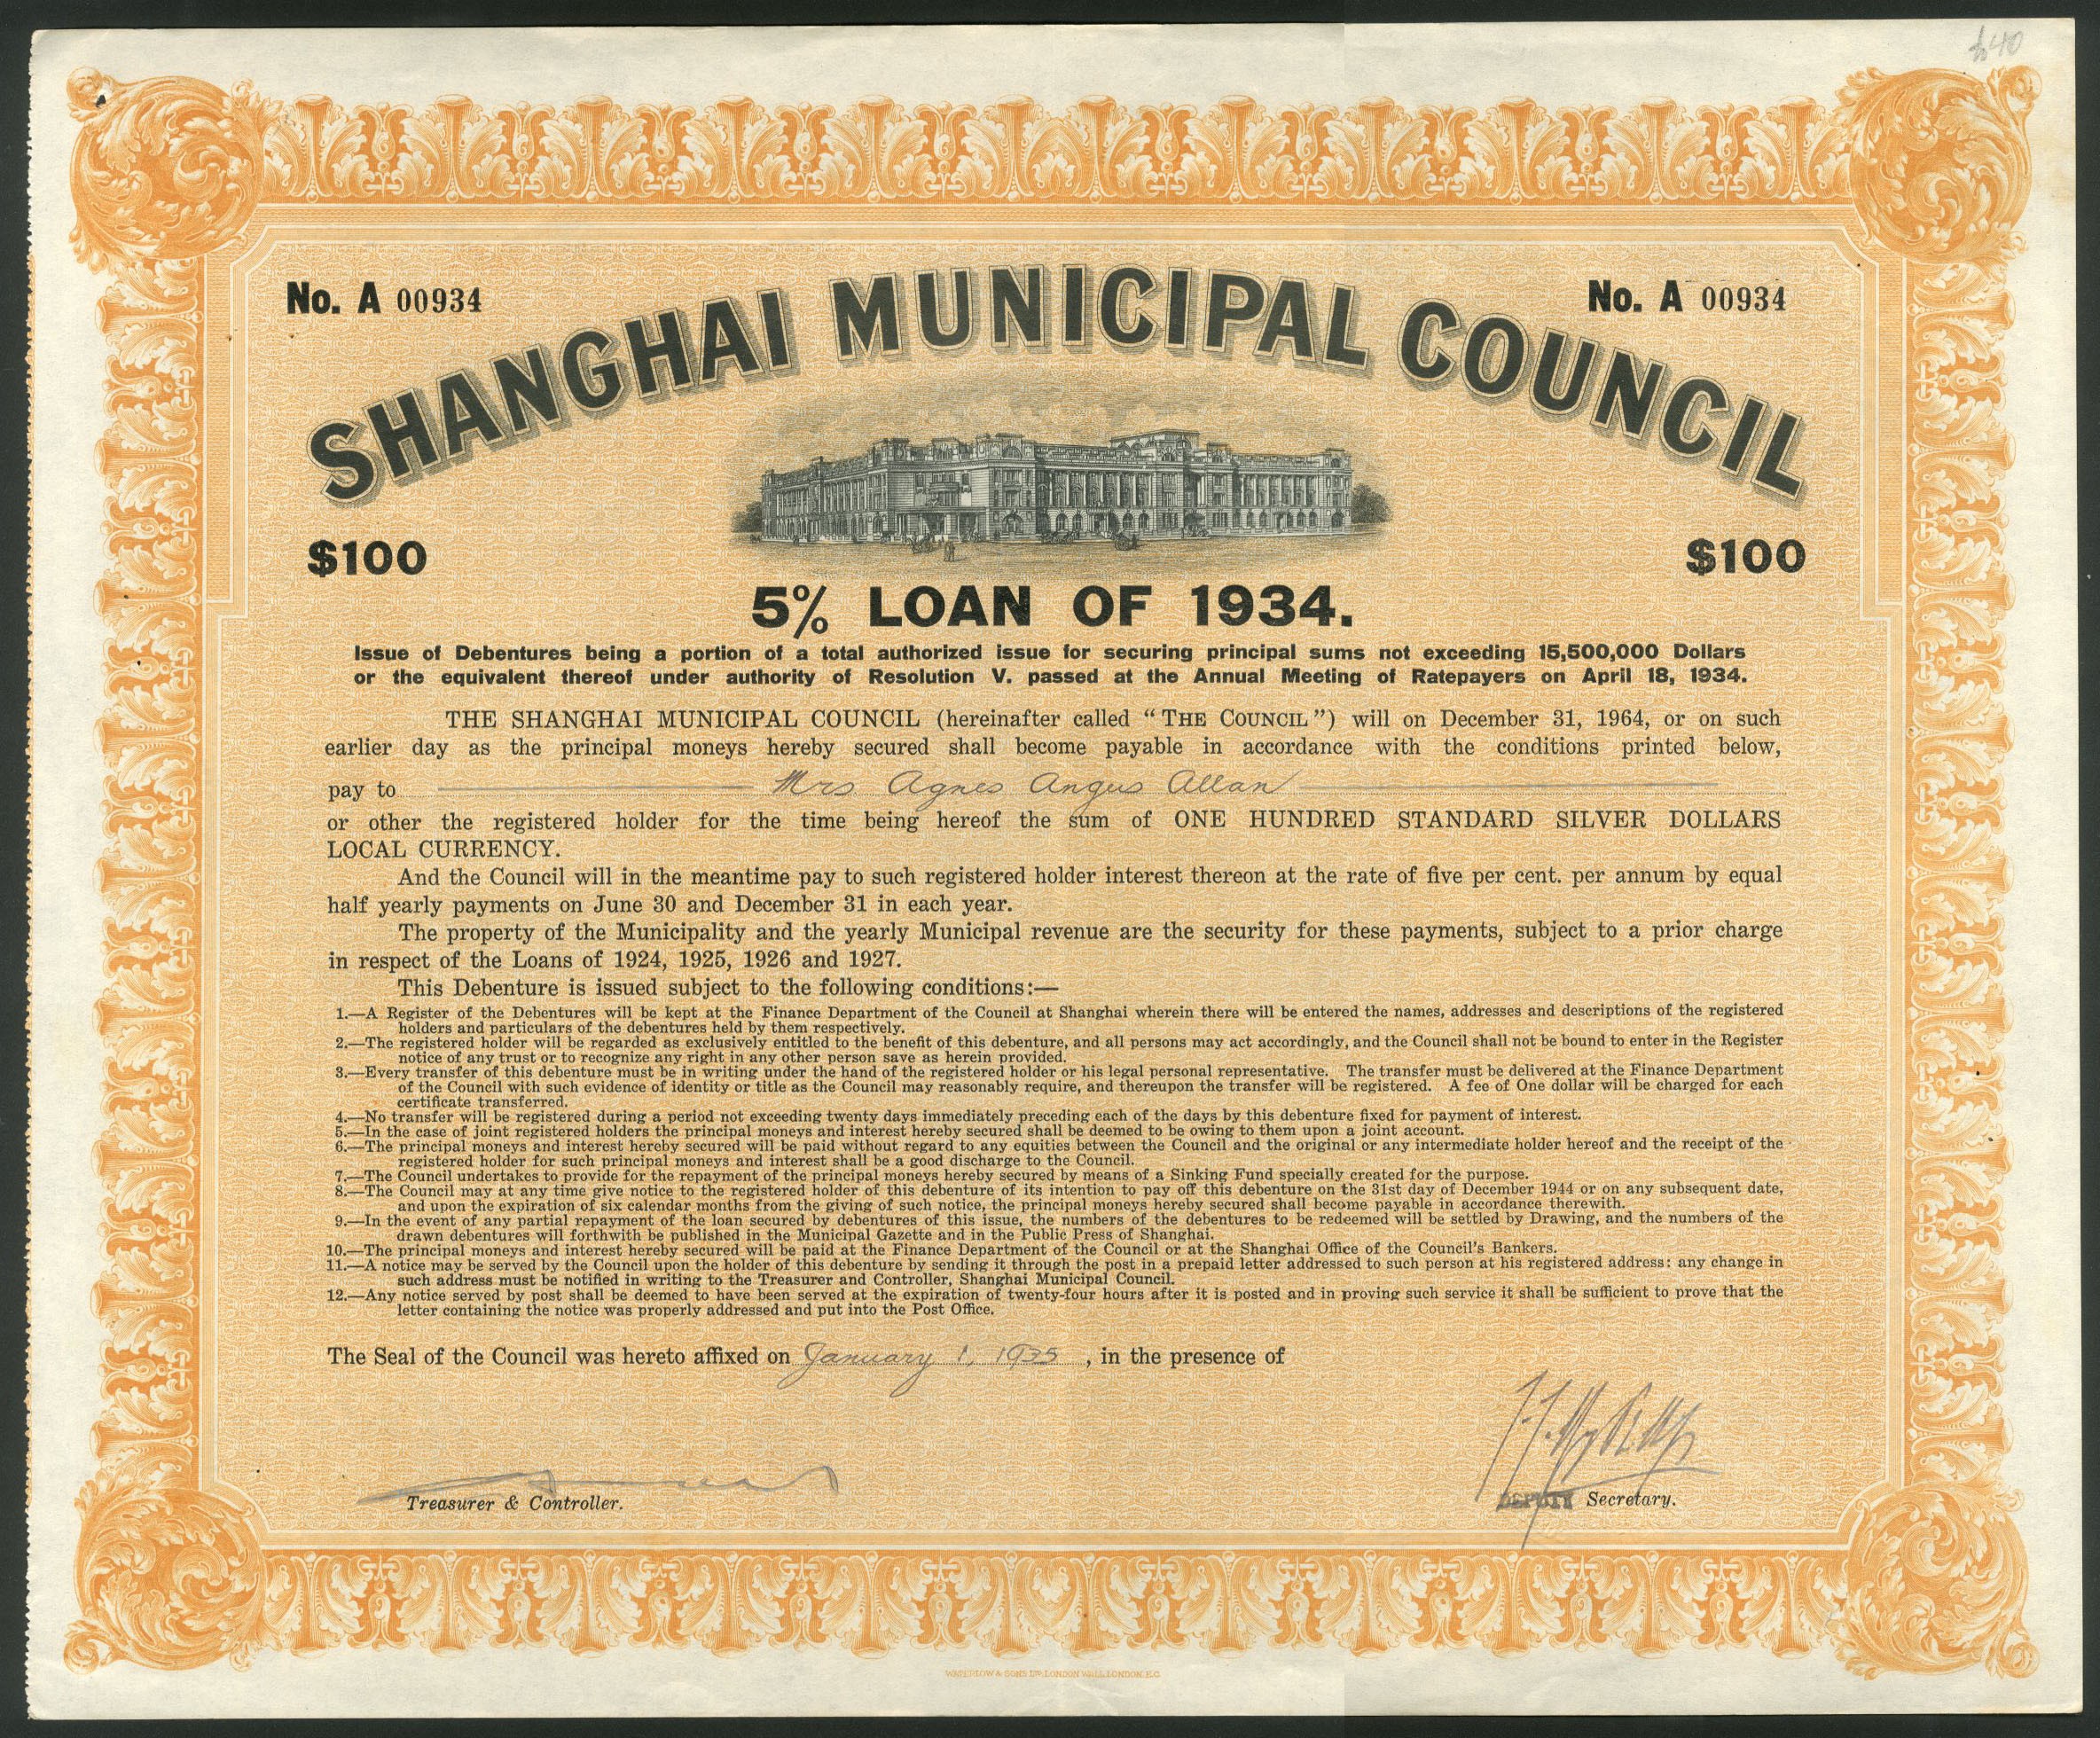 £40
No. A 00934
No. A 00934
SHANGHAI MUNICIPAL COUNCIL
$100
$100
5% LOAN OF 1934.
Issue of Debentures being a portion of a total authorized issue for securing principal sums not exceeding 15,500,000 Dollars
or the equivalent thereof under authority of Resolution V. passed at the Annual Meeting of Ratepayers on April 18, 1934.
THE SHANGHAI MUNICIPAL COUNCIL (hereinafter called "THE COUNCIL") will on December 31, 1964, or on such
earlier day as the principal moneys hereby secured shall become payable in accordance with the conditions printed below,
pay to Mrs Agnes Angus Allan
or other the registered holder for the time being hereof the sum of ONE HUNDRED STANDARD SILVER DOLLARS
LOCAL CURRENCY.
And the Council will in the meantime pay to such registered holder interest thereon at the rate of five per cent. per annum by equal
half yearly payments on June 30 and December 31 in each year.
The property of the Municipality and the yearly Municipal revenue are the security for these payments, subject to a prior charge
in respect of the Loans of 1924, 1925, 1926 and 1927.
This Debenture is issued subject to the following conditions:—
1.—A Register of the Debentures will be kept at the Finance Department of the Council at Shanghai wherein there will be entered the names, addresses and descriptions of the registered
holders and particulars of the debentures held by them respectively.
2.—The registered holder will be regarded as exclusively entitled to the benefit of this debenture, and all persons may act accordingly, and the Council shall not be bound to enter in the Register
notice of any trust or to recognize any right in any other person save as herein provided.
3.—Every transfer of this debenture must be in writing under the hand of the registered holder or his legal personal representative. The transfer must be delivered at the Finance Department
of the Council with such evidence of identity or title as the Council may reasonably require, and thereupon the transfer will be registered. A fee of One dollar will be charged for each
certificate transferred.
4.—No transfer will be registered during a period not exceeding twenty days immediately preceding each of the days by this debenture fixed for payment of interest.
5.—In the case of joint registered holders the principal moneys and interest hereby secured shall be deemed to be owing to them upon a joint account.
6.—The principal moneys and interest hereby secured will be paid without regard to any equities between the Council and the original or any intermediate holder hereof and the receipt of the
registered holder for such principal moneys and interest shall be a good discharge to the Council.
7.—The Council undertakes to provide for the repayment of the principal moneys hereby secured by means of a Sinking Fund specially created for the purpose.
8.—The Council may at any time give notice to the registered holder of this debenture of its intention to pay off this debenture on the 31st day of December 1944 or on any subsequent date,
and upon the expiration of six calendar months from the giving of such notice, the principal moneys hereby secured shall become payable in accordance therewith.
9.—In the event of any partial repayment of the loan secured by debentures of this issue, the numbers of the debentures to be redeemed will be settled by Drawing, and the numbers of the
drawn debentures will forthwith be published in the Municipal Gazette and in the Public Press of Shanghai.
10.—The principal moneys and interest hereby secured will be paid at the Finance Department of the Council or at the Shanghai Office of the Council's Bankers.
11.—A notice may be served by the Council upon the holder of this debenture by sending it through the post in a prepaid letter addressed to such person at his registered address: any change in
such address must be notified in writing to the Treasurer and Controller, Shanghai Municipal Council.
12.—Any notice served by post shall be deemed to have been served at the expiration of twenty-four hours after it is posted and in proving such service it shall be sufficient to prove that the
letter containing the notice was properly addressed and put into the Post Office.
The Seal of the Council was hereto affixed on January 1, 1935, in the presence of
Treasurer & Controller.
DEPUTY Secretary.
WATERLOW & SONS LTD. LONDON WALL, LONDON, E.C.